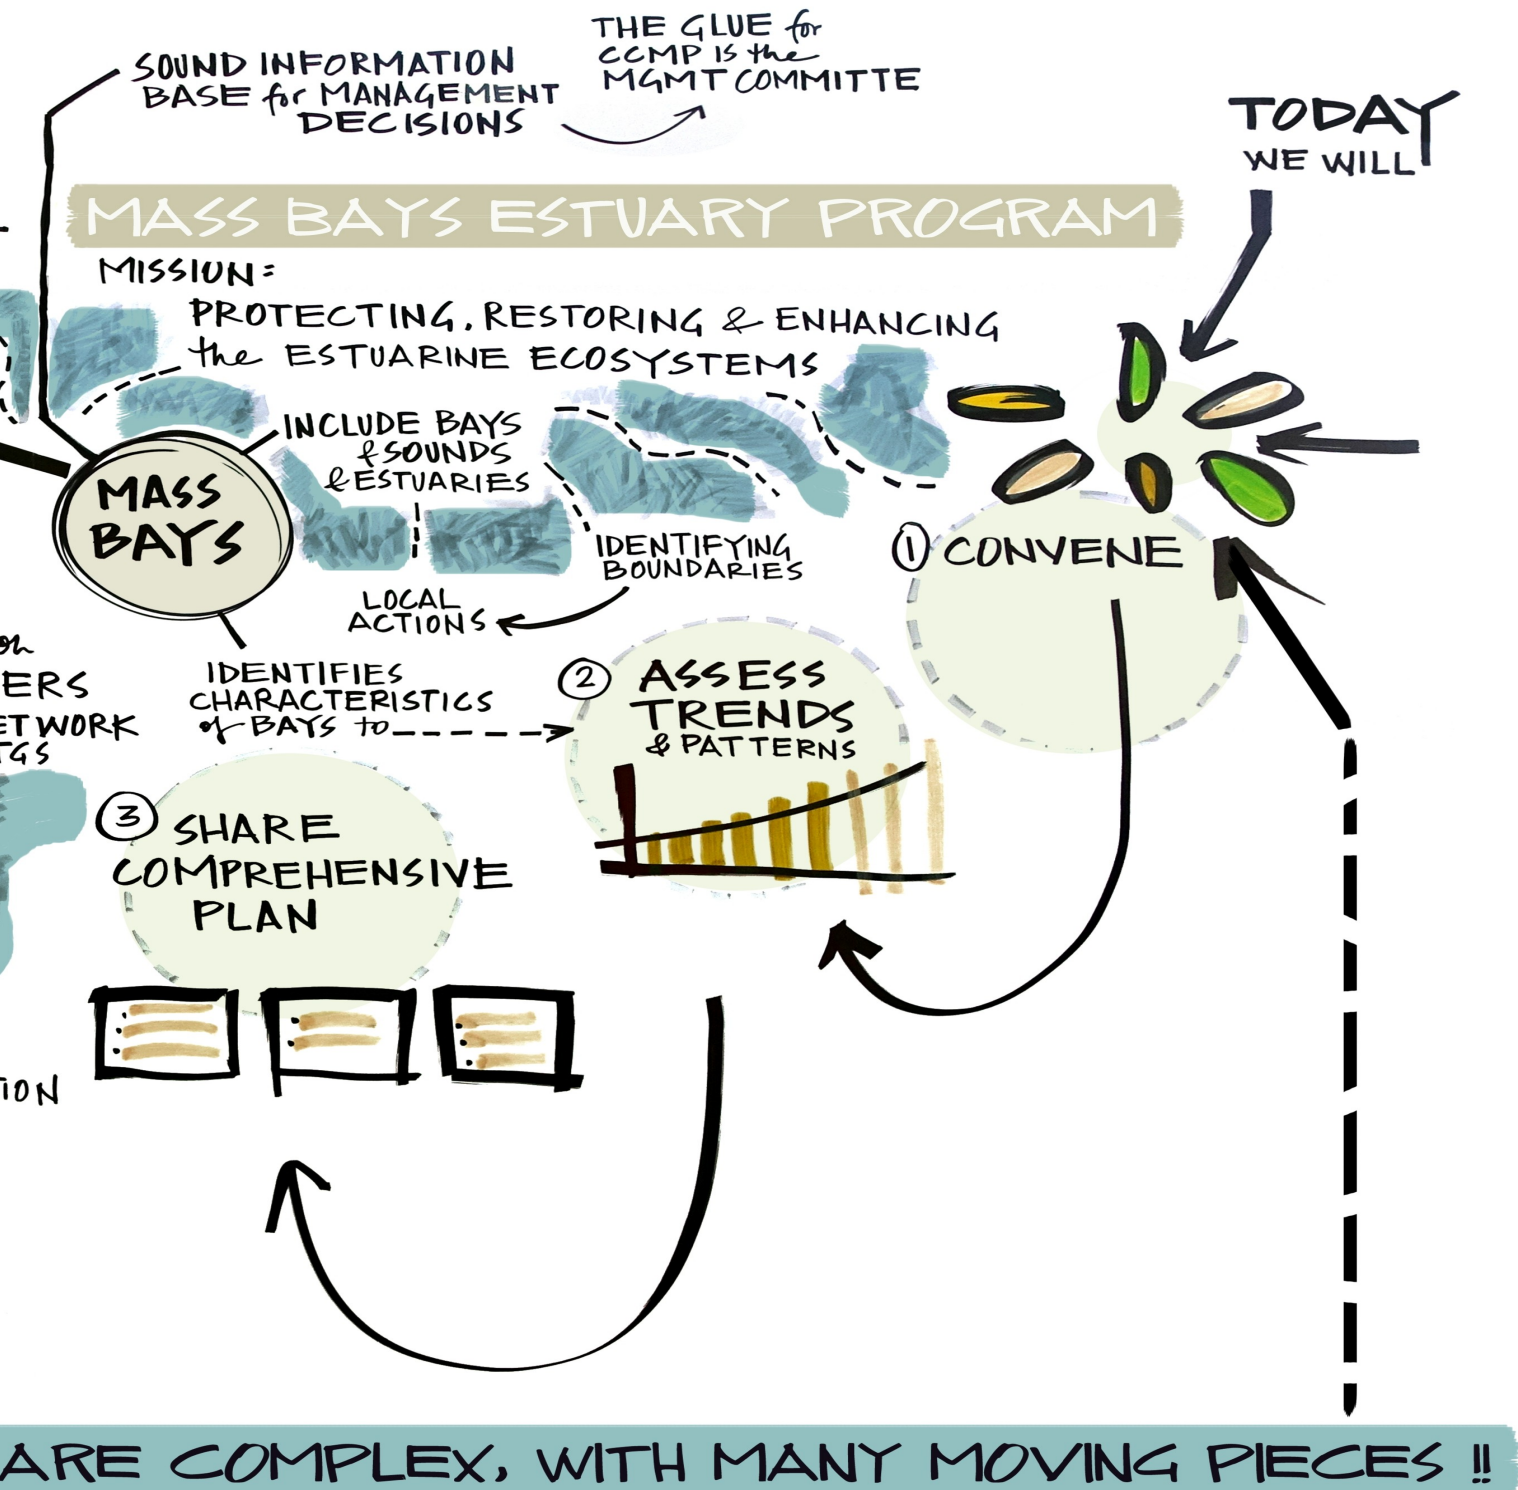 SOUND INFORMATION
BASE for MANAGEMENT
DECISIONS
THE GLUE for
CCMP IS the
MGMT COMMITTE
TODAY
WE WILL
MASS BAYS ESTUARY PROGRAM
MISSION:
PROTECTING, RESTORING & ENHANCING
the ESTUARINE ECOSYSTEMS
INCLUDE BAYS
& SOUNDS
& ESTUARIES
MASS
BAYS
IDENTIFYING
BOUNDARIES
LOCAL
ACTIONS
1 CONVENE
IDENTIFIES
CHARACTERISTICS
of BAYS to
2 ASSESS
TRENDS
& PATTERNS
ERS
ETWORK
TGS
3 SHARE
COMPREHENSIVE
PLAN
ION
ARE COMPLEX, WITH MANY MOVING PIECES !!